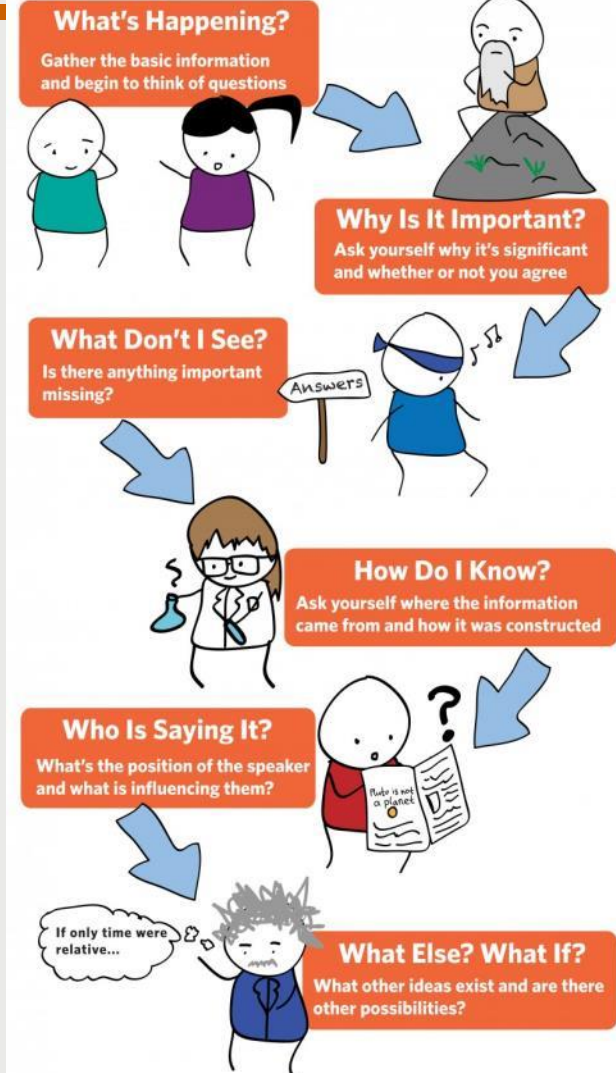 What's Happening?
Gather the basic information
and begin to think of questions
Why Is It Important?
Ask yourself why it's significant
and whether or not you agree
What Don't I See?
Is there anything important
missing?
Answers
How Do I Know?
Ask yourself where the information
came from and how it was constructed
Who Is Saying It?
What's the position of the speaker
and what is influencing them?
Pluto is not
a planet
If only time were
relative...
What Else? What If?
What other ideas exist and are there
other possibilities?